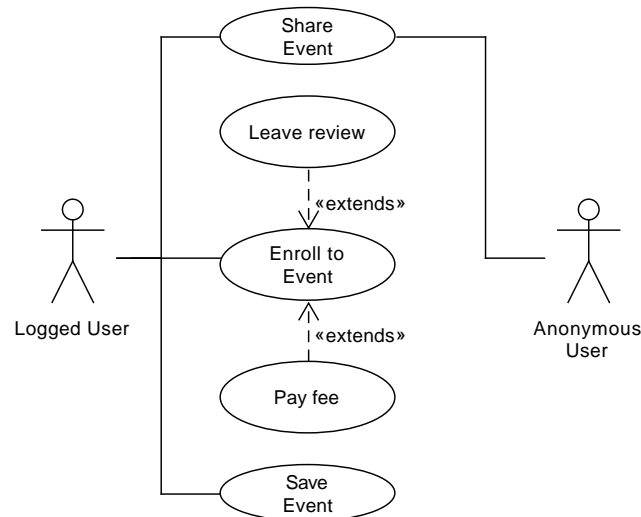 Share
Event
Leave review
«extends»
Enroll to
Event
Logged User
Anonymous
User
«extends»
Pay fee
Save
Event